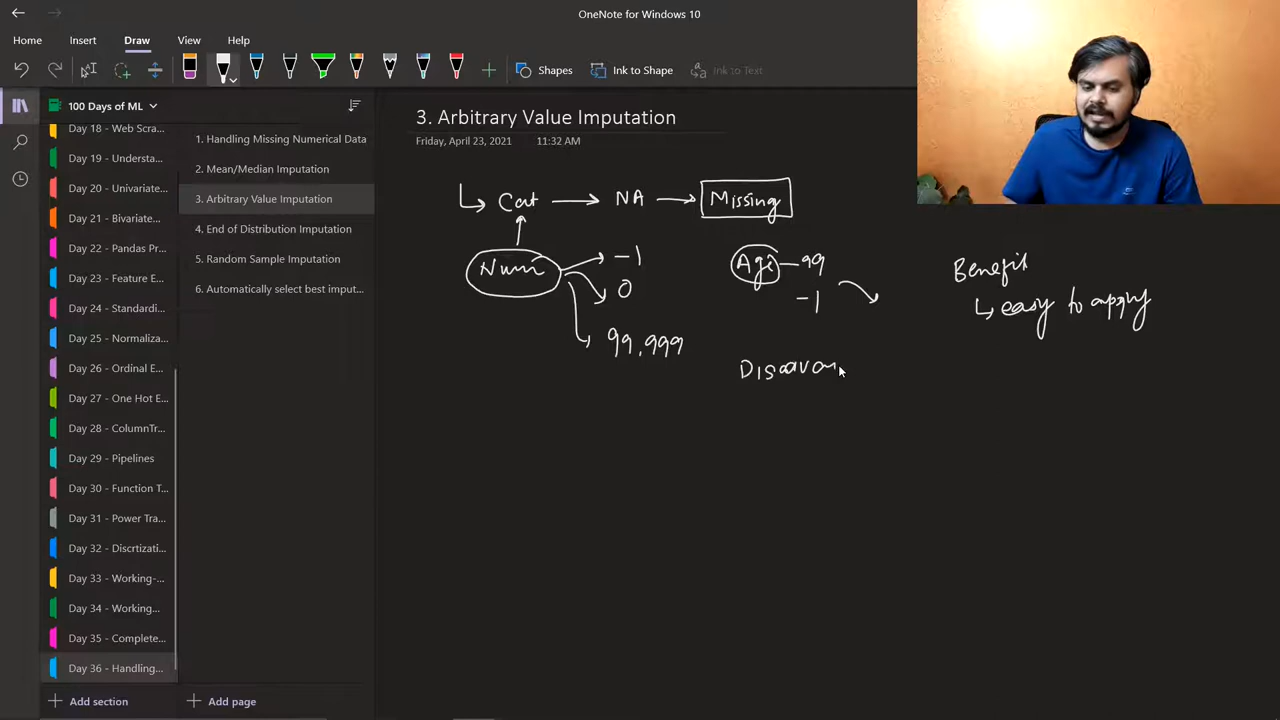 OneNote for Windows 10
Home Insert Draw View Help
Shapes Ink to Shape Ink to Text
100 Days of ML
Day 18 - Web Scra...
Day 19 - Understa...
Day 20 - Univariate...
Day 21 - Bivariate...
Day 22 - Pandas Pr...
Day 23 - Feature E...
Day 24 - Standardi...
Day 25 - Normaliza...
Day 26 - Ordinal E...
Day 27 - One Hot E...
Day 28 - ColumnTr...
Day 29 - Pipelines
Day 30 - Function T...
Day 31 - Power Tra...
Day 32 - Discrtizati...
Day 33 - Working-...
Day 34 - Working...
Day 35 - Complete...
Day 36 - Handling...
Add section
1. Handling Missing Numerical Data
2. Mean/Median Imputation
3. Arbitrary Value Imputation
4. End of Distribution Imputation
5. Random Sample Imputation
6. Automatically select best imput...
Add page
3. Arbitrary Value Imputation
Friday, April 23, 2021 11:32 AM
Cat NA Missing
Num -1
0
99,999
Age 99
-1
Benefit
easy to apply
Disavan